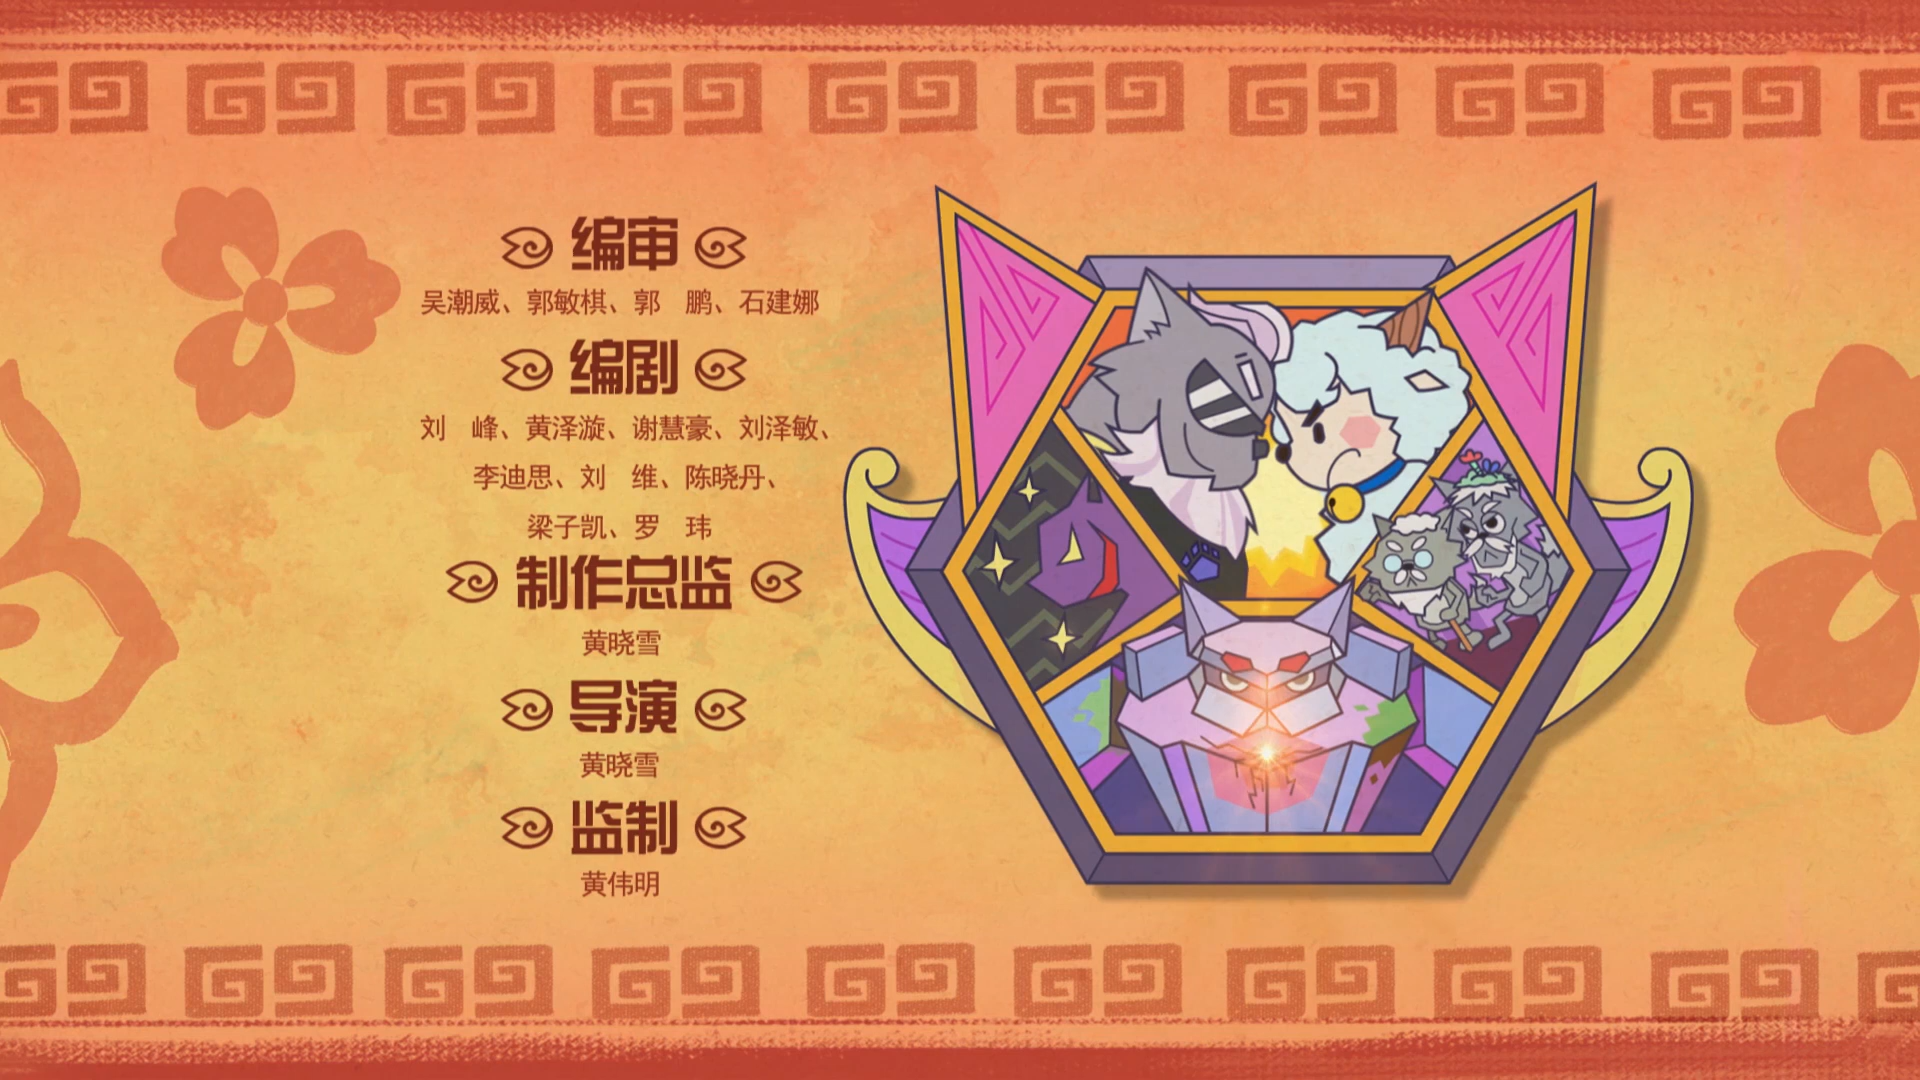 编审
吴潮威、郭敏棋、郭　鹏、石建娜
编剧
刘　峰、黄泽漩、谢慧豪、刘泽敏、
李迪思、刘　维、陈晓丹、
梁子凯、罗　玮
制作总监
黄晓雪
导演
黄晓雪
监制
黄伟明